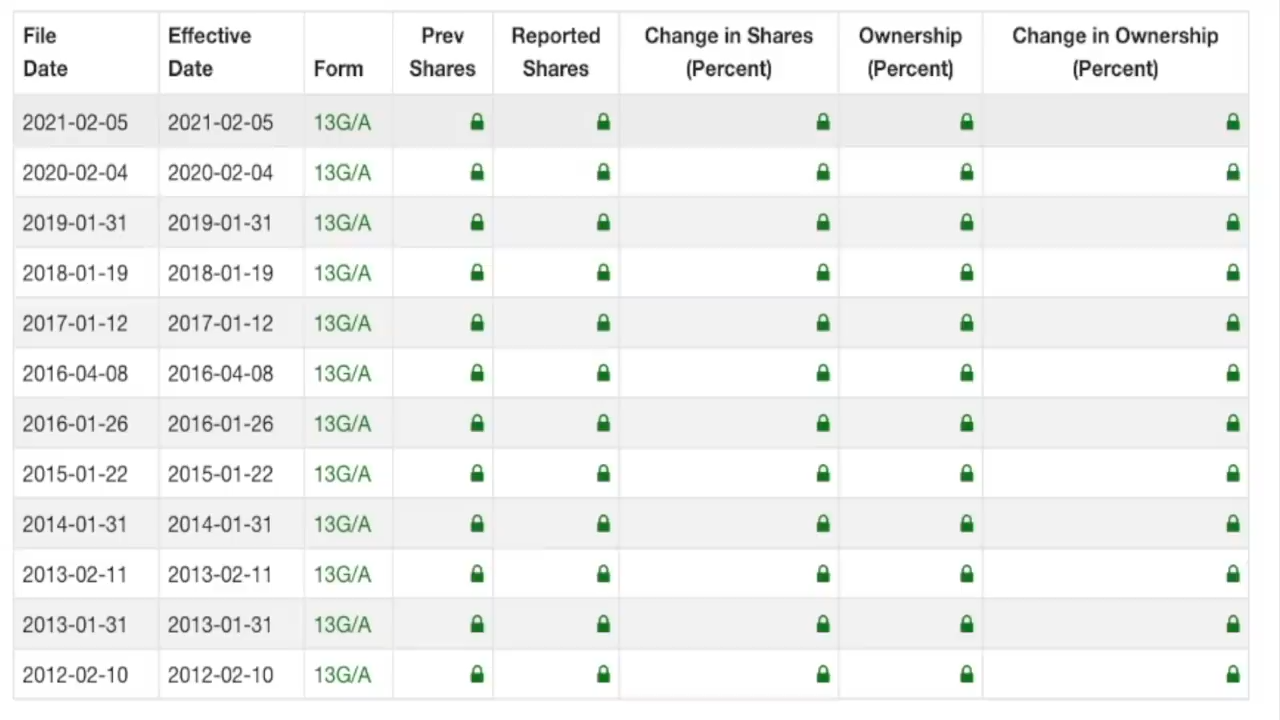 File Date Effective Date Form Prev Shares Reported Shares Change in Shares (Percent) Ownership (Percent) Change in Ownership (Percent)
2021-02-05 2021-02-05 13G/A
2020-02-04 2020-02-04 13G/A
2019-01-31 2019-01-31 13G/A
2018-01-19 2018-01-19 13G/A
2017-01-12 2017-01-12 13G/A
2016-04-08 2016-04-08 13G/A
2016-01-26 2016-01-26 13G/A
2015-01-22 2015-01-22 13G/A
2014-01-31 2014-01-31 13G/A
2013-02-11 2013-02-11 13G/A
2013-01-31 2013-01-31 13G/A
2012-02-10 2012-02-10 13G/A